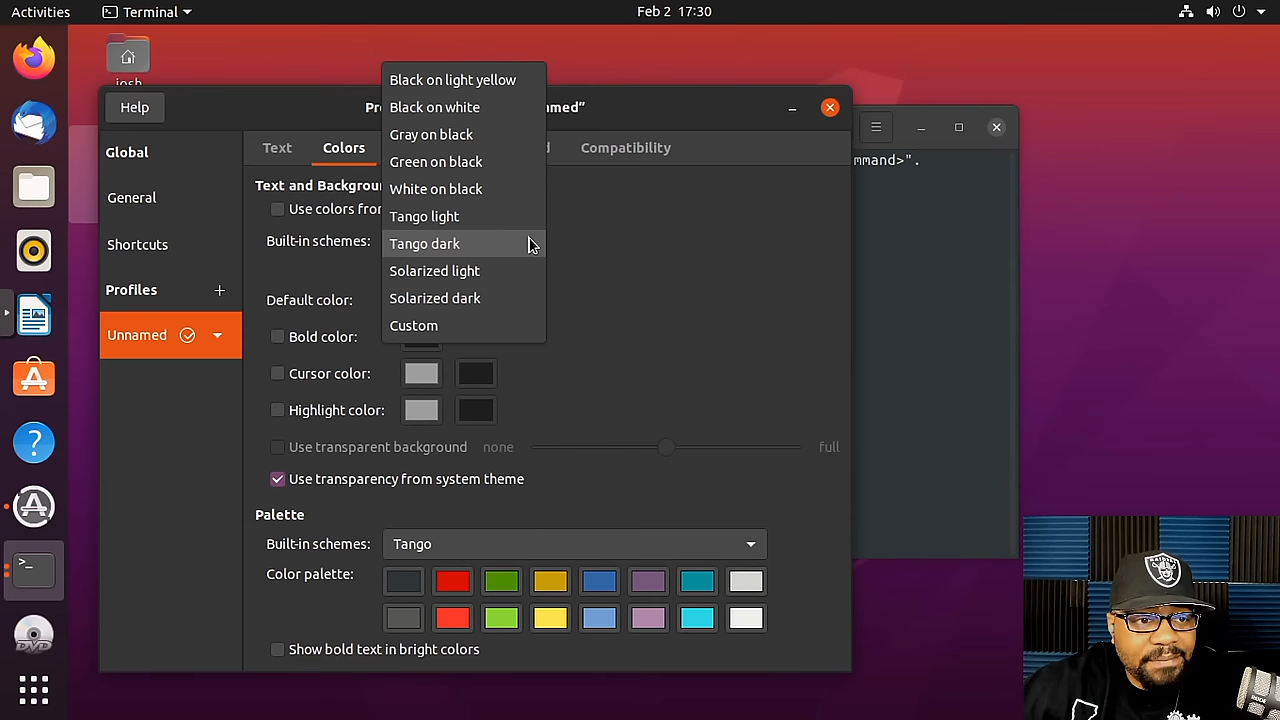 Activities
Terminal
Feb 2 17:30
josh
Help
Pr
amed”
mmand>".
Global
General
Shortcuts
Profiles
Unnamed
Text
Colors
d
Compatibility
Text and Backgrou
Use colors fro
Built-in schemes:
Black on light yellow
Black on white
Gray on black
Green on black
White on black
Tango light
Tango dark
Solarized light
Solarized dark
Custom
Default color:
Bold color:
Cursor color:
Highlight color:
Use transparent background
none
full
Use transparency from system theme
Palette
Built-in schemes:
Tango
Color palette:
Show bold text in bright colors
RAIDERS
RODE